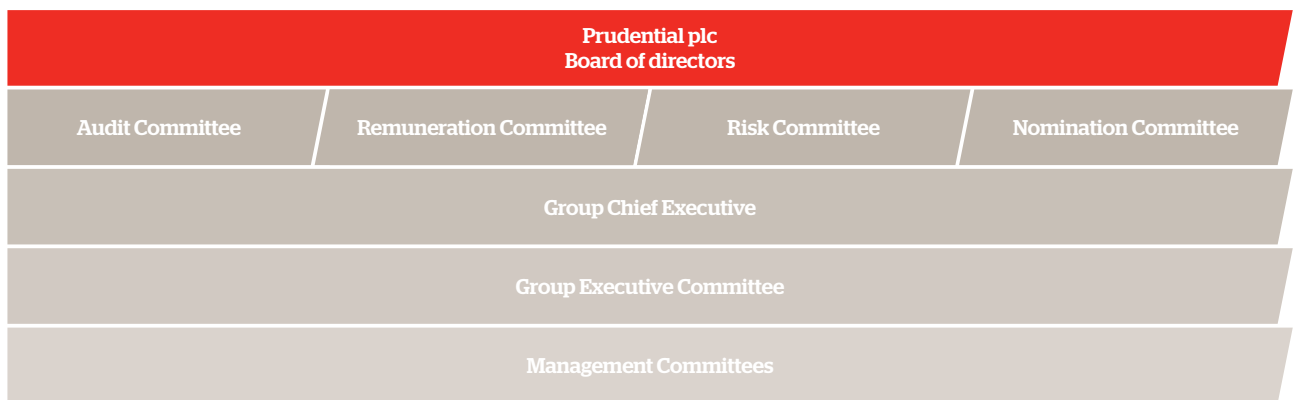 Prudential plc
Board of directors
Audit Committee
Remuneration Committee
Risk Committee
Nomination Committee
Group Chief Executive
Group Executive Committee
Management Committees